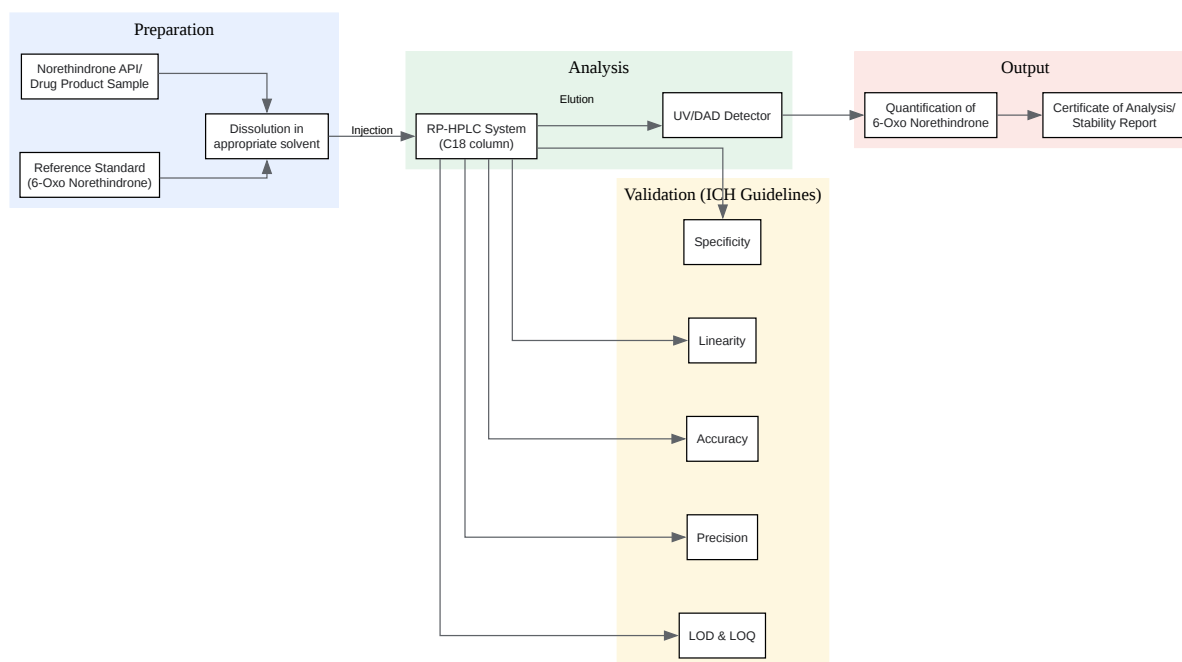 Preparation
Norethindrone API/
Drug Product Sample
Dissolution in
appropriate solvent
Reference Standard
(6-Oxo Norethindrone)
Injection
Analysis
RP-HPLC System
(C18 column)
Elution
UV/DAD Detector
Validation (ICH Guidelines)
Specificity
Linearity
Accuracy
Precision
LOD & LOQ
Output
Quantification of
6-Oxo Norethindrone
Certificate of Analysis/
Stability Report